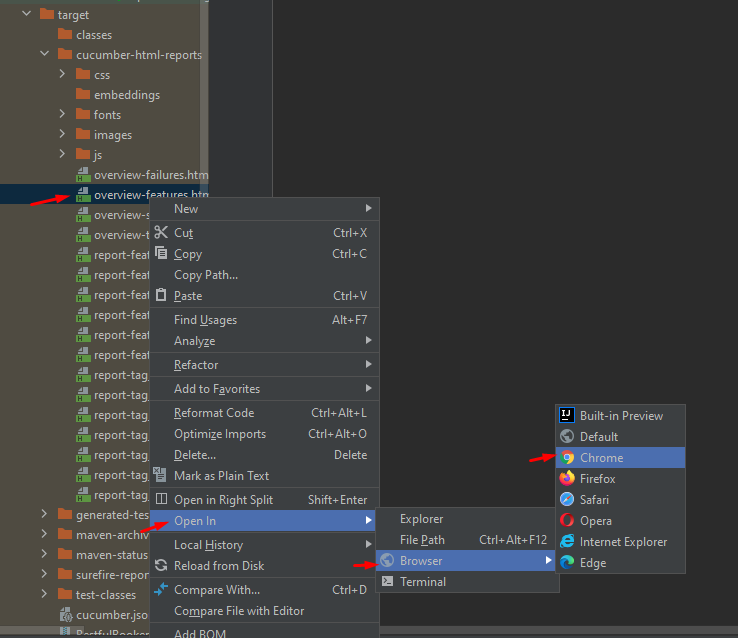 target
classes
cucumber-html-reports
css
embeddings
fonts
images
js
overview-failures.htm
overview-features.htm
overview-s
overview-t
report-feat
report-feat
report-feat
report-feat
report-feat
report-feat
report-tag
report-tag
report-tag
report-tag
report-tag
report-tag
report-tag
generated-tes
maven-archiv
maven-status
surefire-repor
test-classes
cucumber.jso
RestfulBooker
New
Cut Ctrl+X
Copy Ctrl+C
Copy Path...
Paste Ctrl+V
Find Usages Alt+F7
Analyze
Refactor
Add to Favorites
Reformat Code Ctrl+Alt+L
Optimize Imports Ctrl+Alt+O
Delete... Delete
Mark as Plain Text
Open in Right Split Shift+Enter
Open In
Local History
Reload from Disk
Compare With... Ctrl+D
Compare File with Editor
Add BOM
Explorer
File Path Ctrl+Alt+F12
Browser
Terminal
Built-in Preview
Default
Chrome
Firefox
Safari
Opera
Internet Explorer
Edge